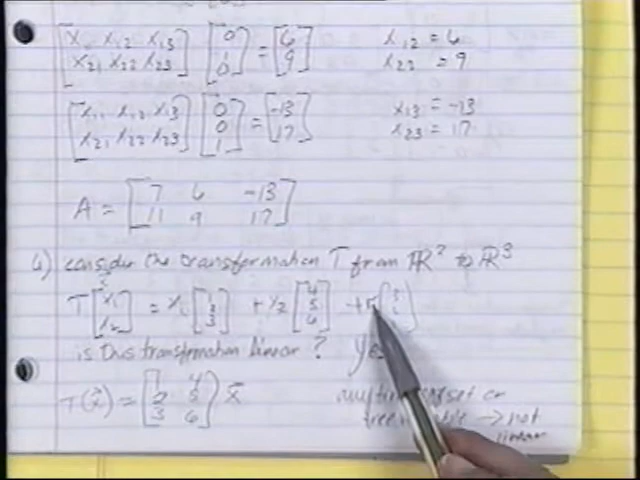 [x11 x12 x13; x21 x22 x23] [0; 1; 0] = [6; 9] x12 = 6
x22 = 9
[x11 x12 x13; x21 x22 x23] [0; 0; 1] = [-13; 17] x13 = -13
x23 = 17
A = [7 6 -13; 11 9 17]
consider the transformation T from ℝ² to ℝ³
T [x1; x2] = x1 [1; 2; 3] + x2 [4; 5; 6] +
is this transformation linear? Yes
T(x⃗) = [1 4; 2 5; 3 6] x⃗
→ not
linear